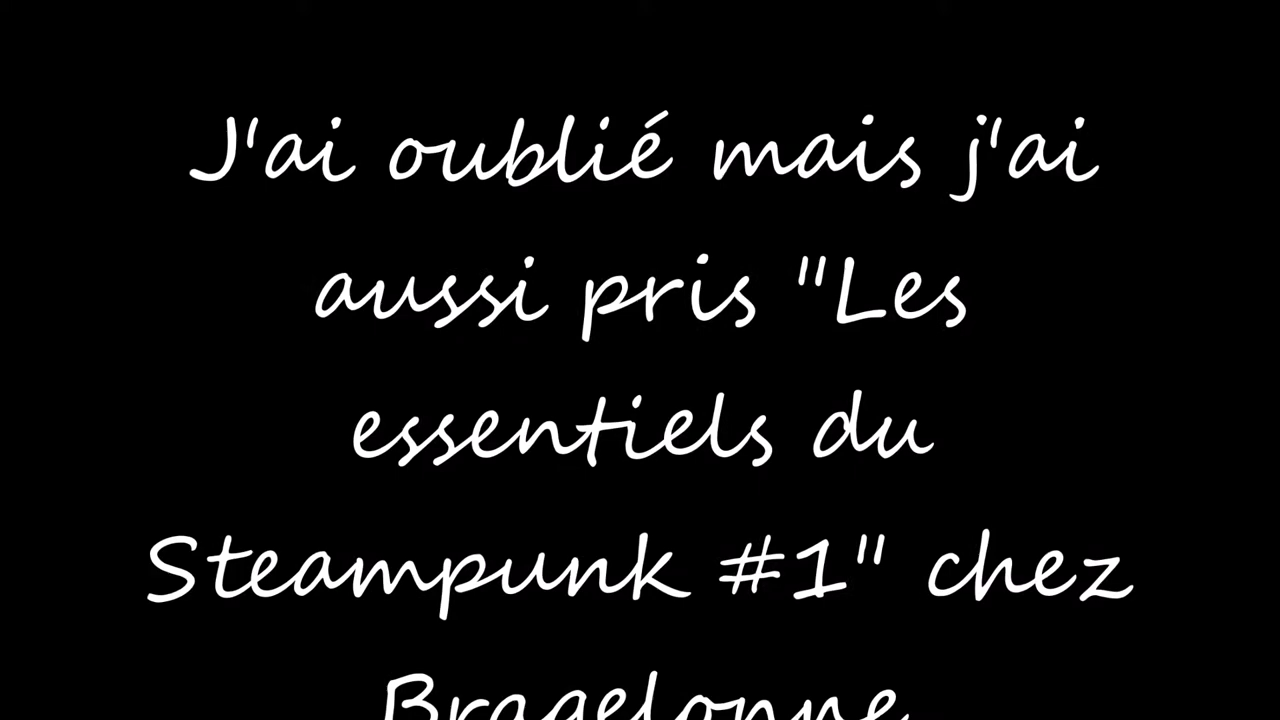 J'ai oublié mais j'ai
aussi pris "Les
essentiels du
Steampunk #1" chez
Bragelonne